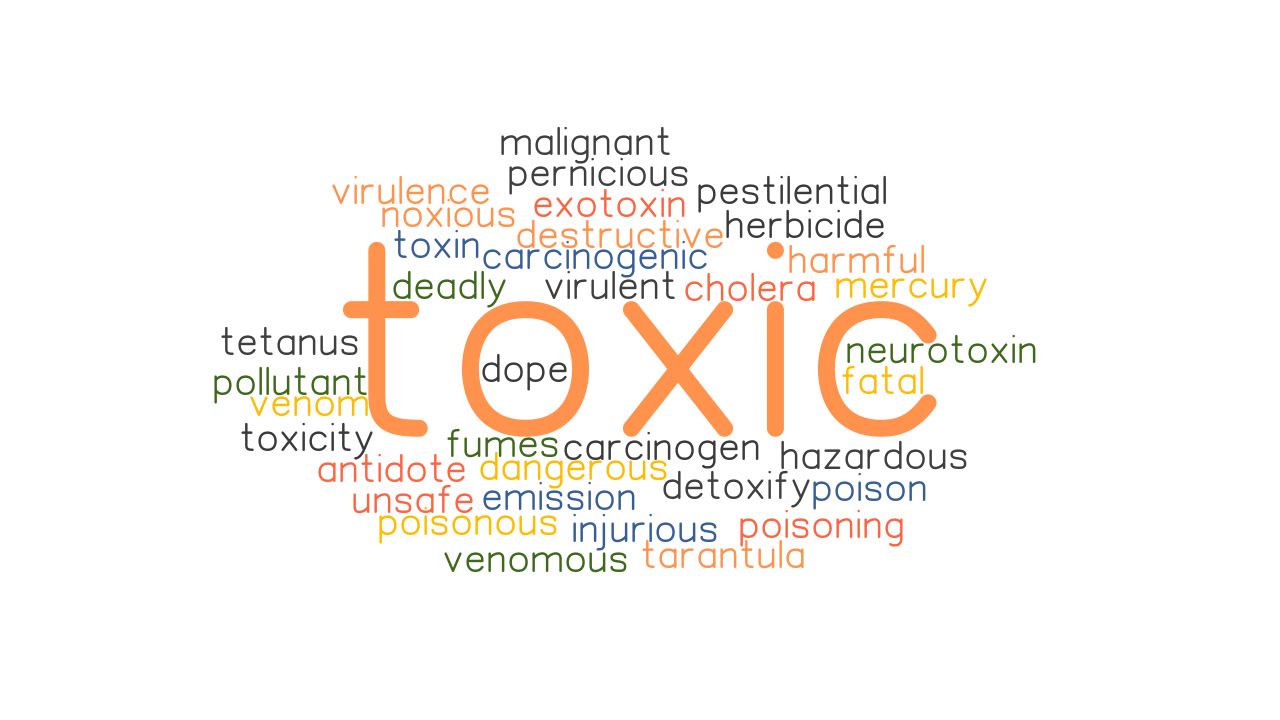 malignant
pernicious
virulence
pestilential
exotoxin
noxious
herbicide
destructive
toxin
carcinogenic
harmful
deadly
virulent
cholera
mercury
toxic
tetanus
neurotoxin
dope
pollutant
fatal
venom
toxicity
fumes
carcinogen
hazardous
antidote
dangerous
detoxify
poison
unsafe
emission
poisonous
injurious
poisoning
venomous
tarantula